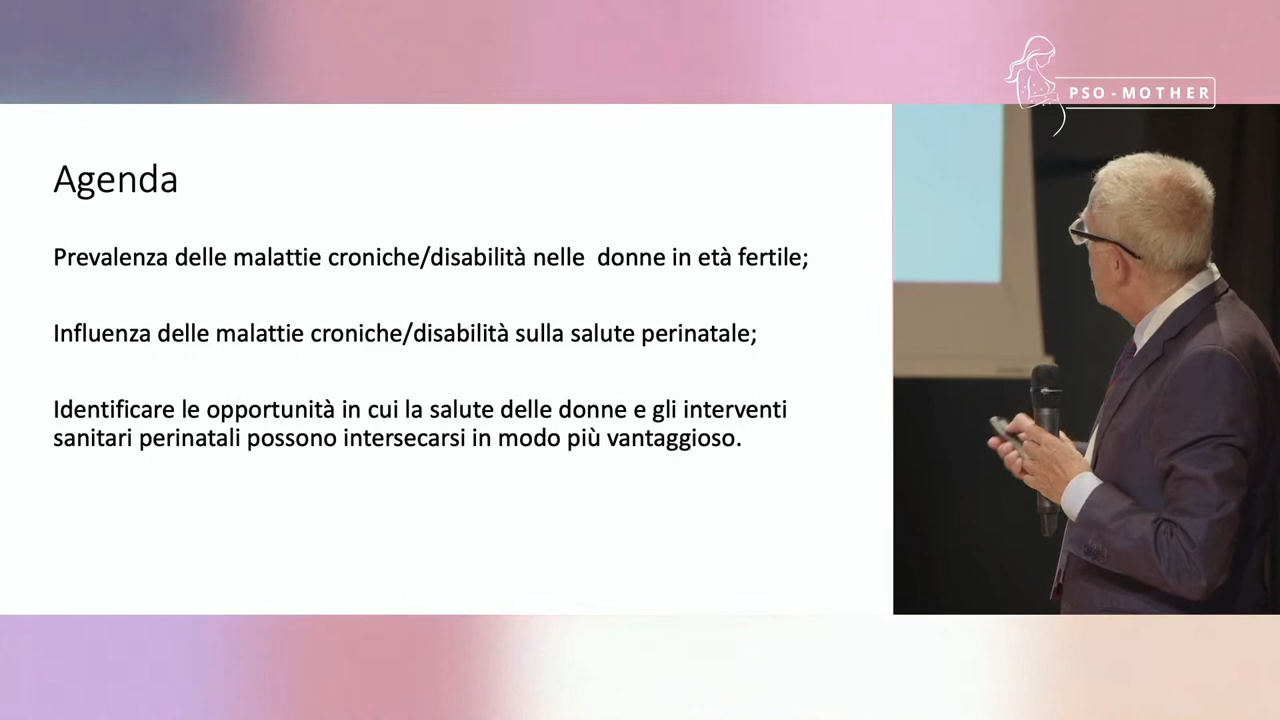 PSO-MOTHER
Agenda
Prevalenza delle malattie croniche/disabilità nelle  donne in età fertile;
Influenza delle malattie croniche/disabilità sulla salute perinatale;
Identificare le opportunità in cui la salute delle donne e gli interventi
sanitari perinatali possono intersecarsi in modo più vantaggioso.